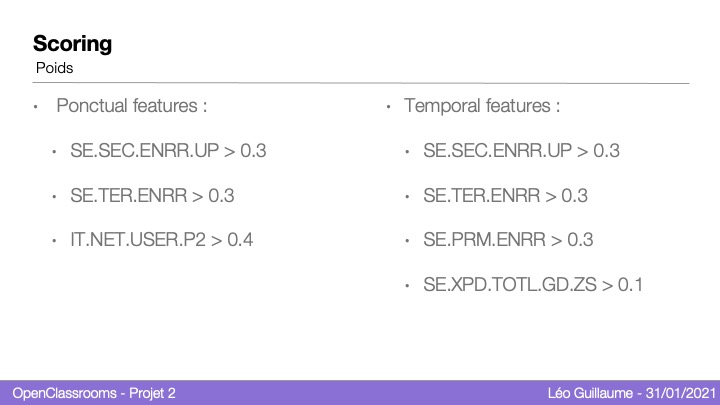 Scoring
Poids
• Ponctual features :
• SE.SEC.ENRR.UP > 0.3
• SE.TER.ENRR > 0.3
• IT.NET.USER.P2 > 0.4
• Temporal features :
• SE.SEC.ENRR.UP > 0.3
• SE.TER.ENRR > 0.3
• SE.PRM.ENRR > 0.3
• SE.XPD.TOTL.GD.ZS > 0.1
OpenClassrooms - Projet 2
Léo Guillaume - 31/01/2021